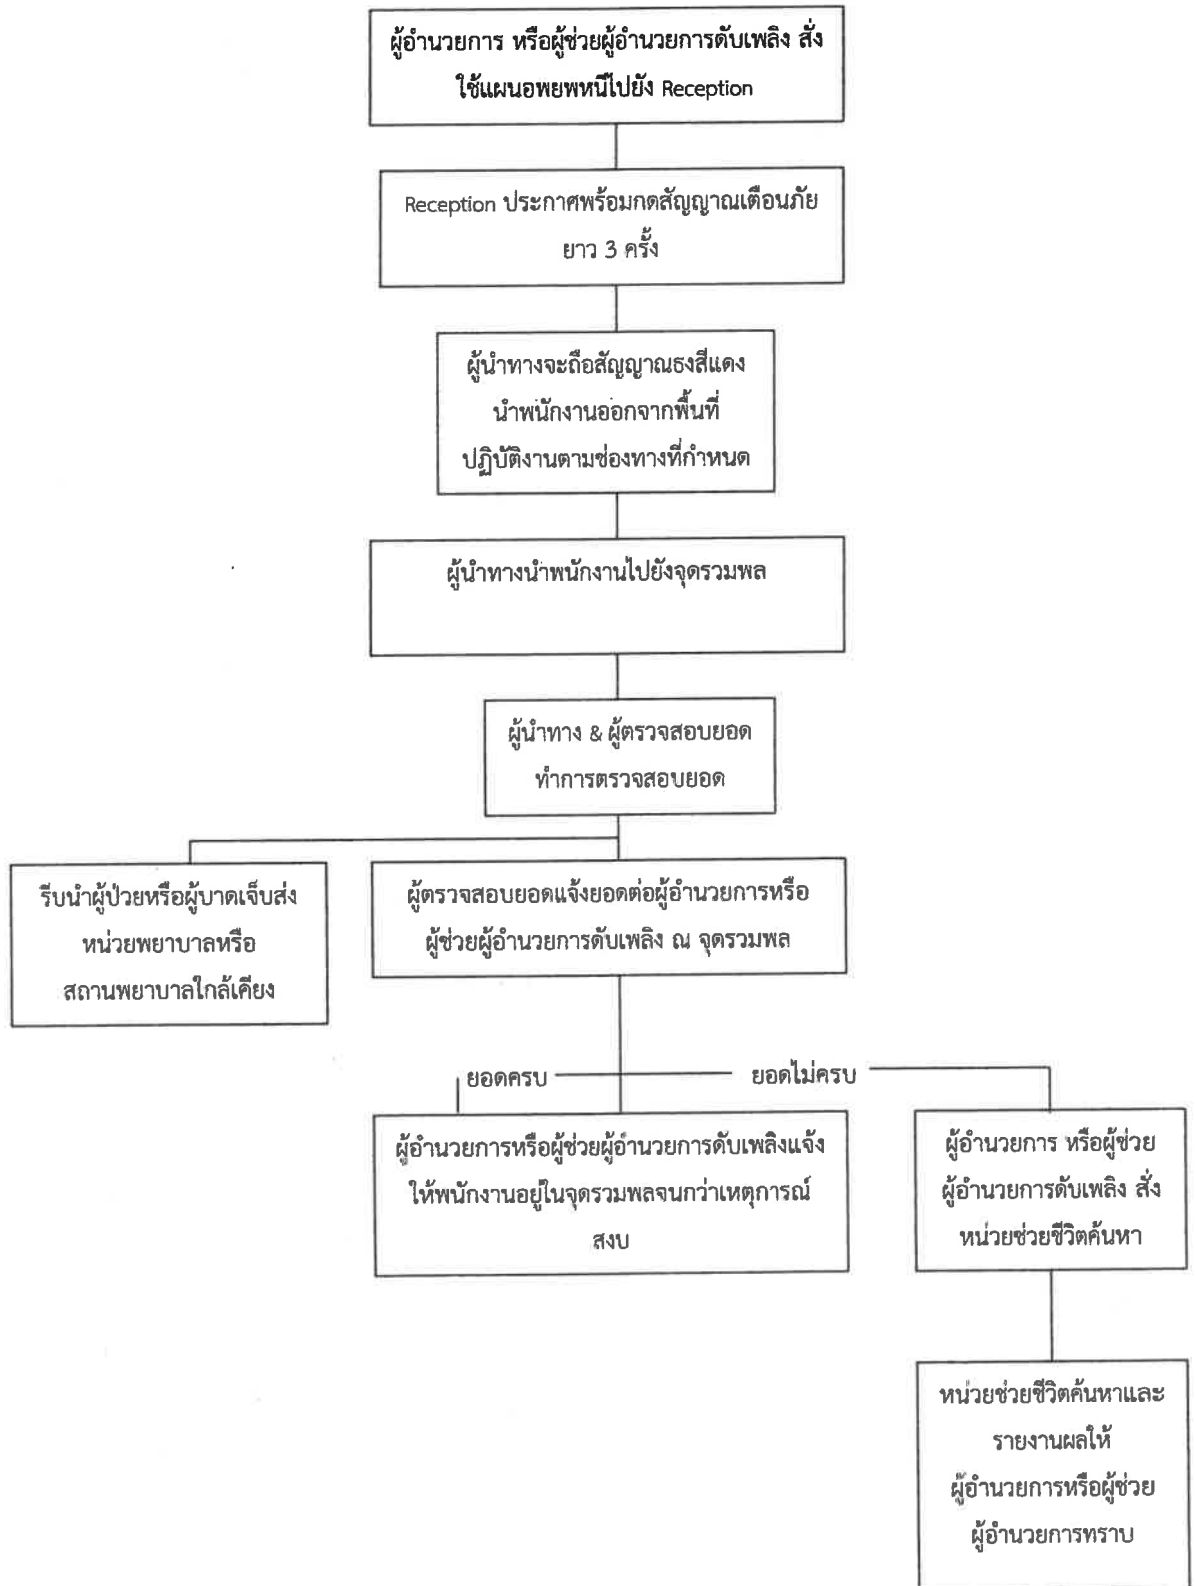 ผู้อำนวยการ หรือผู้ช่วยผู้อำนวยการดับเพลิง สั่ง
ใช้แผนอพยพหนีไปยัง Reception
Reception ประกาศพร้อมกดสัญญาณเตือนภัย
ยาว 3 ครั้ง
ผู้นำทางจะถือสัญญาณธงสีแดง
นำพนักงานออกจากพื้นที่
ปฏิบัติงานตามช่องทางที่กำหนด
ผู้นำทางนำพนักงานไปยังจุดรวมพล
ผู้นำทาง & ผู้ตรวจสอบยอด
ทำการตรวจสอบยอด
รีบนำผู้ป่วยหรือผู้บาดเจ็บส่ง
หน่วยพยาบาลหรือ
สถานพยาบาลใกล้เคียง
ผู้ตรวจสอบยอดแจ้งยอดต่อผู้อำนวยการหรือ
ผู้ช่วยผู้อำนวยการดับเพลิง ณ จุดรวมพล
ยอดครบ
ยอดไม่ครบ
ผู้อำนวยการหรือผู้ช่วยผู้อำนวยการดับเพลิงแจ้ง
ให้พนักงานอยู่ในจุดรวมพลจนกว่าเหตุการณ์
สงบ
ผู้อำนวยการ หรือผู้ช่วย
ผู้อำนวยการดับเพลิง สั่ง
หน่วยช่วยชีวิตค้นหา
หน่วยช่วยชีวิตค้นหาและ
รายงานผลให้
ผู้อำนวยการหรือผู้ช่วย
ผู้อำนวยการทราบ